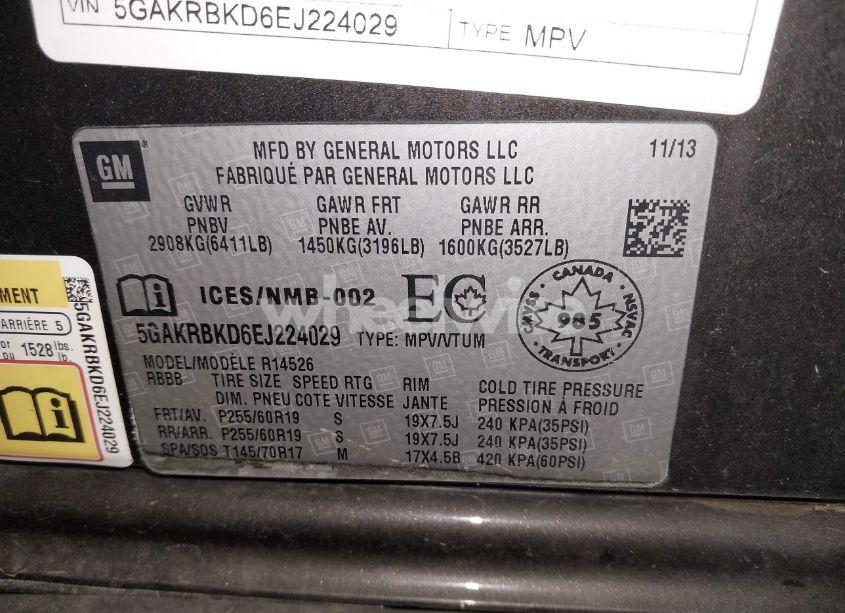 VIN 5GAKRBKD6EJ224029 TYPE MPV
GM
MFD BY GENERAL MOTORS LLC 11/13
FABRIQUÉ PAR GENERAL MOTORS LLC
GVWR GAWR FRT GAWR RR
PNBV PNBE AV. PNBE ARR.
2908KG(6411LB) 1450KG(3196LB) 1600KG(3527LB)
ICES/NMB-002 EC
CANADA
CMVSS 985 NSVAC
TRANSPORT
5GAKRBKD6EJ224029 TYPE: MPV/VTUM
MODEL/MODÈLE R14526
RBBB TIRE SIZE SPEED RTG RIM COLD TIRE PRESSURE
DIM. PNEU COTE VITESSE JANTE PRESSION À FROID
FRT/AV. P255/60R19 S 19X7.5J 240 KPA(35PSI)
RR/ARR. P255/60R19 S 19X7.5J 240 KPA(35PSI)
SPA/SOS T145/70R17 M 17X4.5B 420 KPA(60PSI)
EMENT
ARRIÈRE 5
or 1528 lbs.
ou lb.
5GAKRBKD6EJ224029